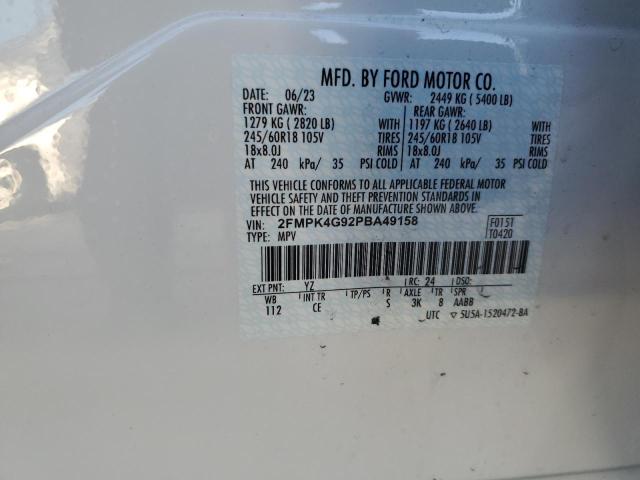 MFD. BY FORD MOTOR CO.
DATE: 06/23 GVWR: 2449 KG ( 5400 LB)
FRONT GAWR: REAR GAWR:
1279 KG ( 2820 LB) WITH 1197 KG ( 2640 LB) WITH
245/60R18 105V TIRES 245/60R18 105V TIRES
18x8.0J RIMS 18x8.0J RIMS
AT 240 kPa/ 35 PSI COLD AT 240 kPa/ 35 PSI COLD
THIS VEHICLE CONFORMS TO ALL APPLICABLE FEDERAL MOTOR
VEHICLE SAFETY AND THEFT PREVENTION STANDARDS IN
EFFECT ON THE DATE OF MANUFACTURE SHOWN ABOVE.
VIN: 2FMPK4G92PBA49158 F0151
TYPE: MPV T0420
EXT PNT: YZ RC: 24 DSO:
WB INT TR TP/PS R AXLE TR SPR
112 CE S 3K 8 AABB
UTC ▽ 5U5A-1520472-BA